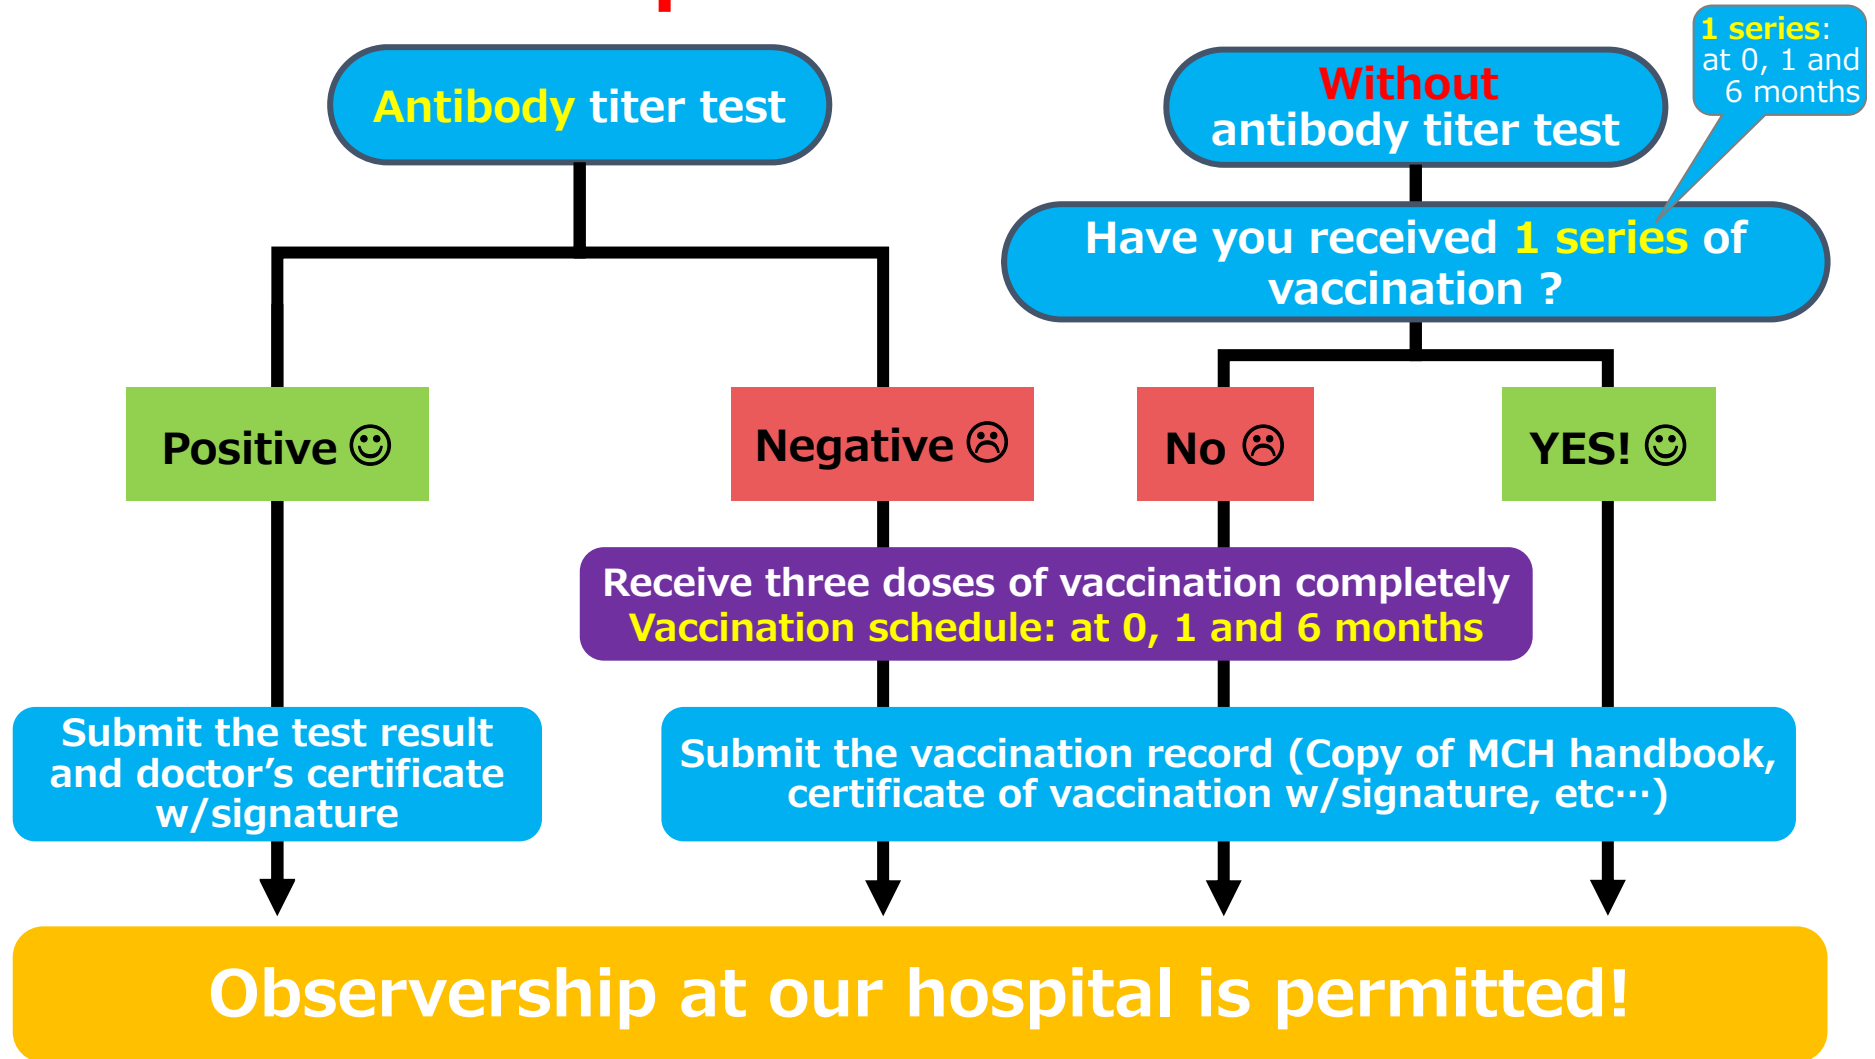 1 series:
at 0, 1 and
6 months
Antibody titer test
Without
antibody titer test
Have you received 1 series of
vaccination ?
Positive ☺
Negative ☹
No ☹
YES! ☺
Receive three doses of vaccination completely
Vaccination schedule: at 0, 1 and 6 months
Submit the test result
and doctor’s certificate
w/signature
Submit the vaccination record (Copy of MCH handbook,
certificate of vaccination w/signature, etc…)
Observership at our hospital is permitted!